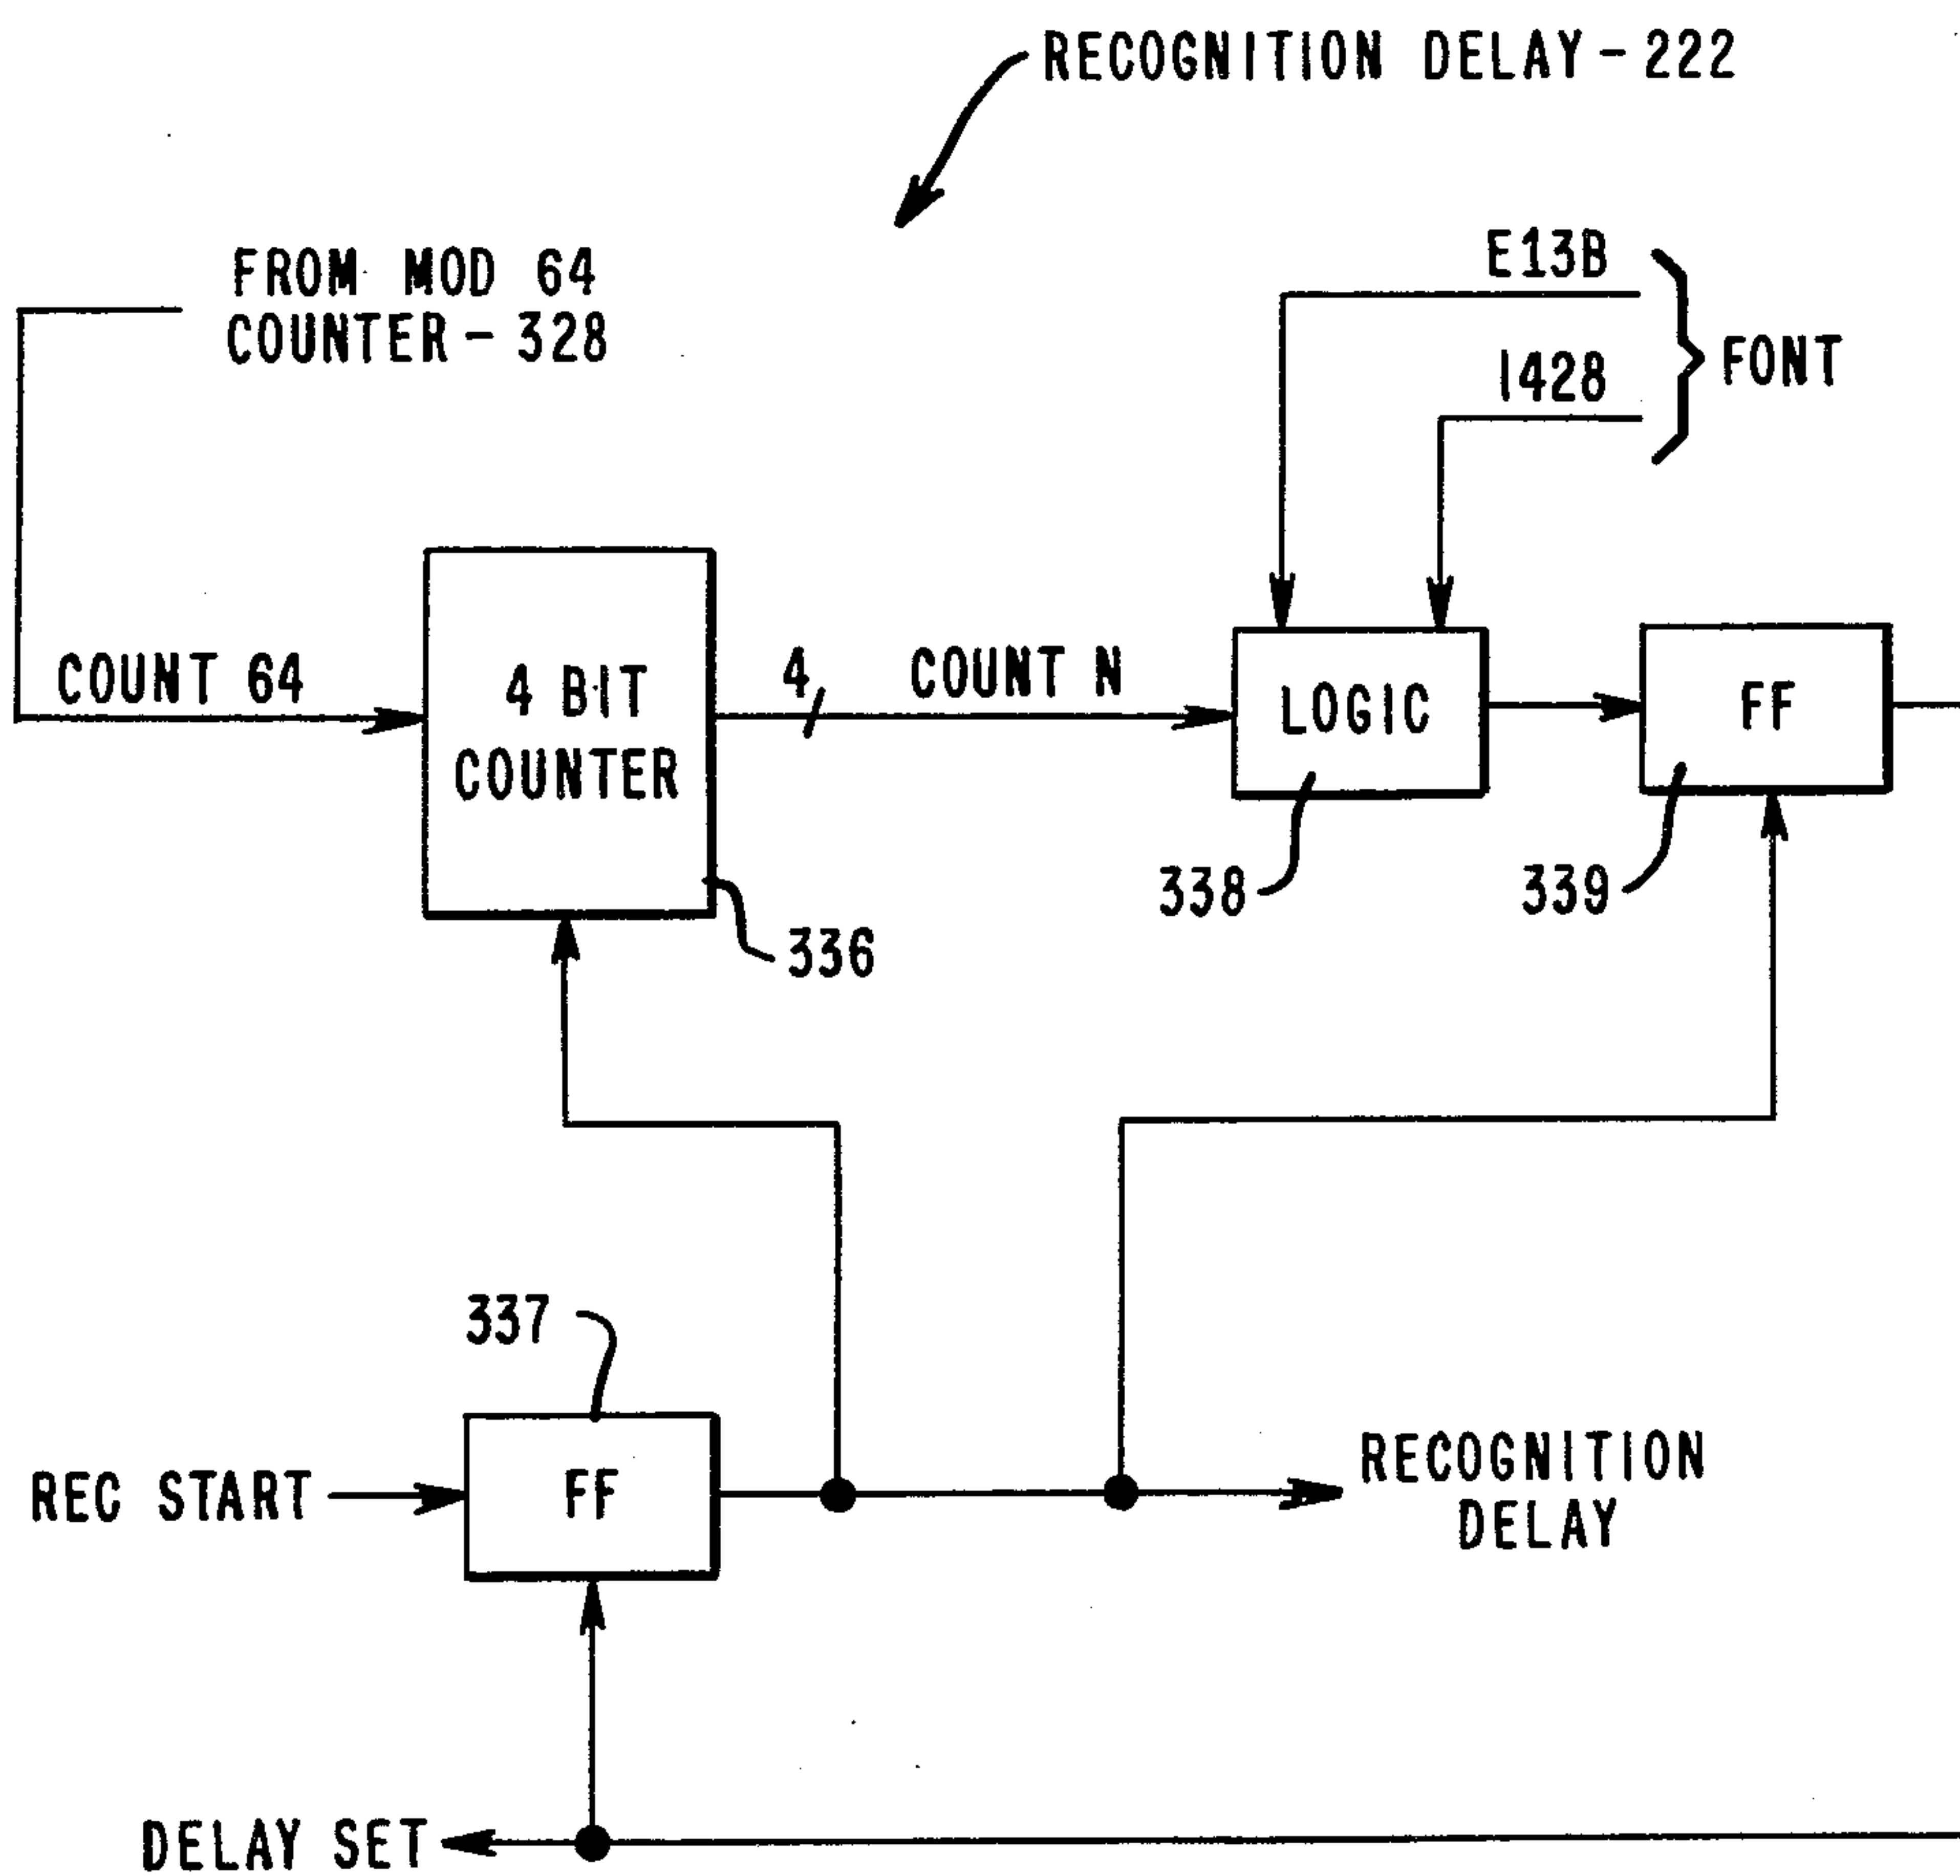 RECOGNITION DELAY-222
FROM MOD 64
COUNTER-328
E13B
1428
FONT
COUNT 64
4 BIT
COUNTER
4
COUNT N
LOGIC
FF
338
339
336
337
REC START
FF
RECOGNITION
DELAY
DELAY SET